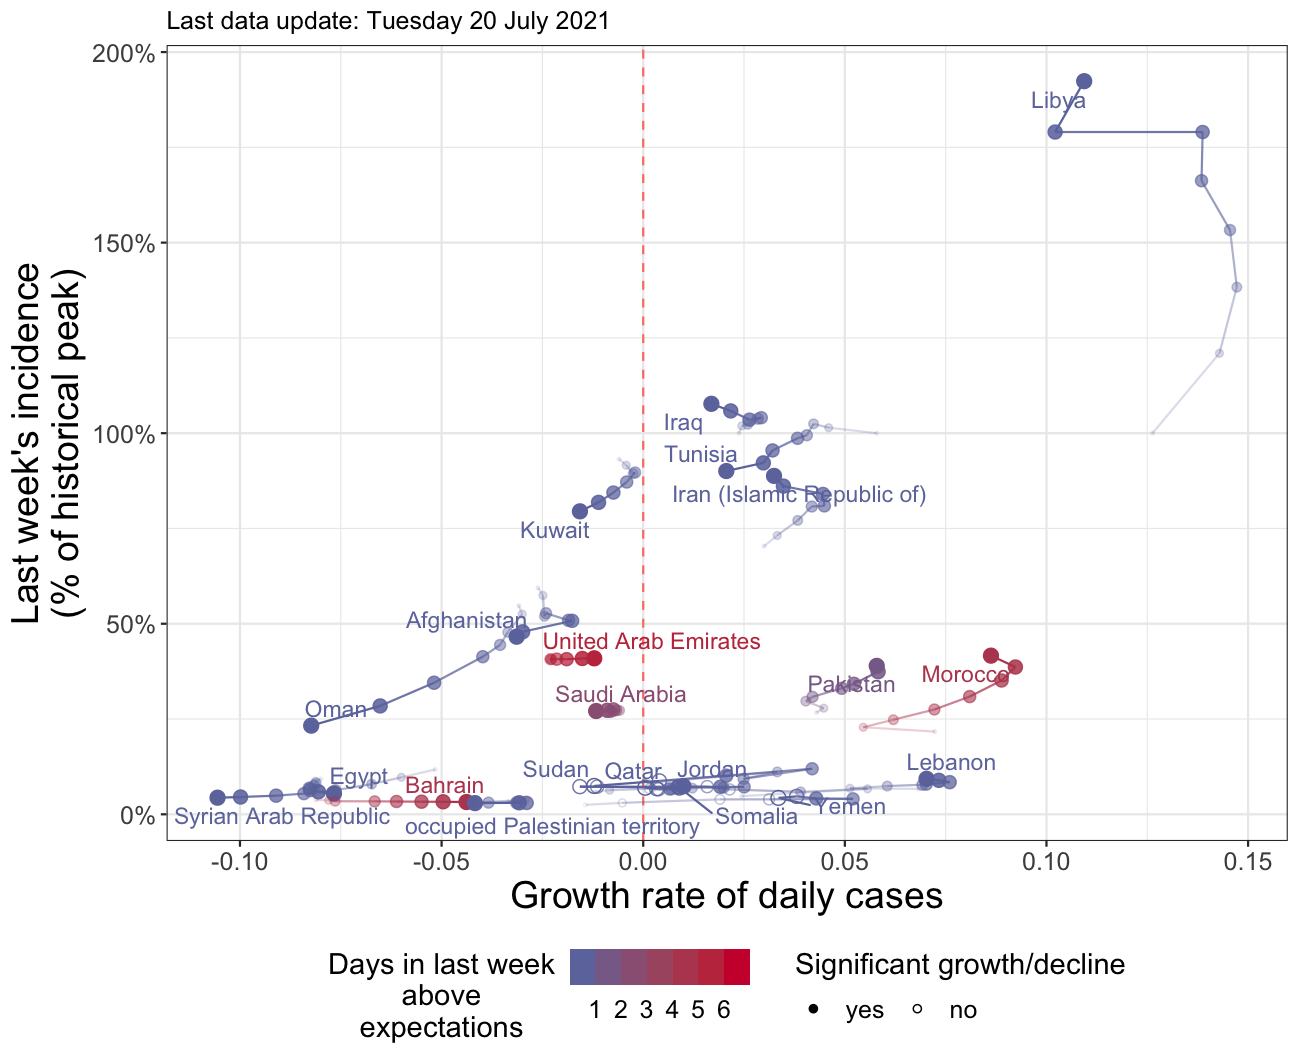 Last data update: Tuesday 20 July 2021
Last week's incidence
(% of historical peak)
200%
150%
100%
50%
0%
Libya
Iraq
Tunisia
Iran (Islamic Republic of)
Kuwait
Afghanistan
United Arab Emirates
Saudi Arabia
Pakistan
Morocco
Oman
Sudan
Qatar
Jordan
Lebanon
Egypt
Bahrain
Syrian Arab Republic
occupied Palestinian territory
Somalia
Yemen
-0.10
-0.05
0.00
0.05
0.10
0.15
Growth rate of daily cases
Days in last week
above
expectations
1 2 3 4 5 6
Significant growth/decline
yes
no